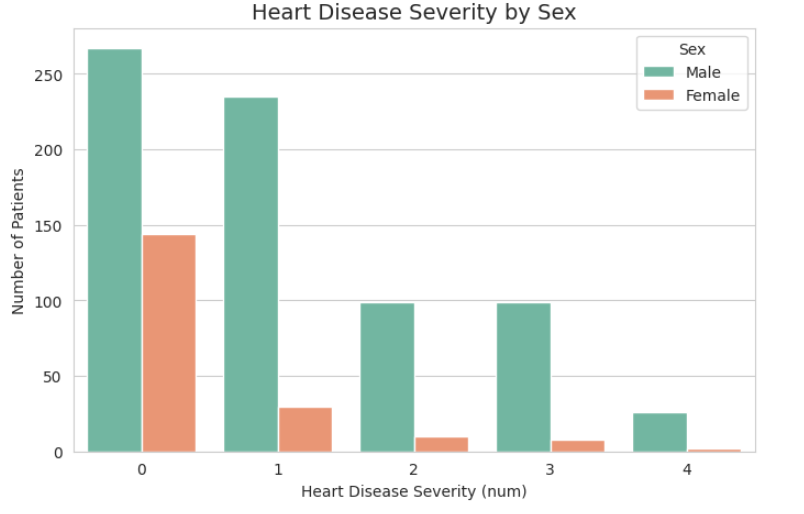 Heart Disease Severity by Sex
Sex
Male
Female
Number of Patients
250
200
150
100
50
0
0 1 2 3 4
Heart Disease Severity (num)